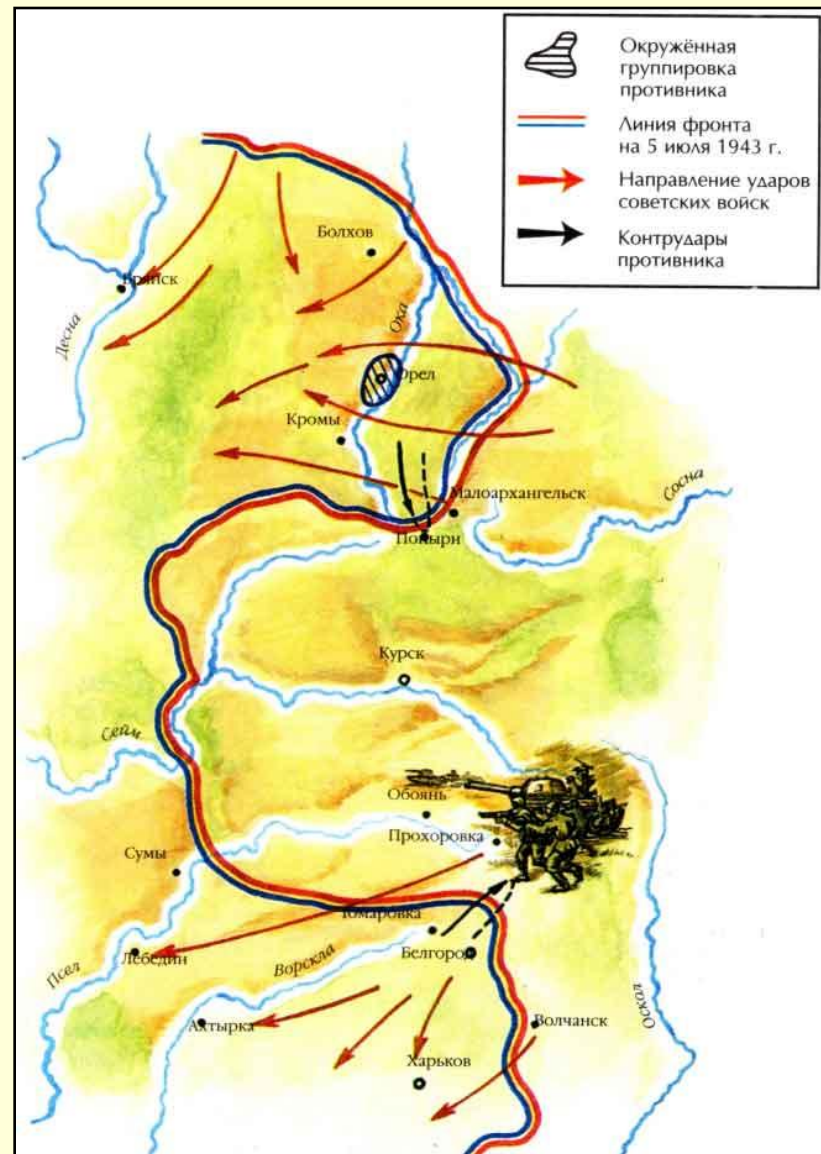 Окружённая
группировка
противника
Линия фронта
на 5 июля 1943 г.
Направление ударов
советских войск
Контрудары
противника
Болхов
Брянск
Десна
Ока
Орел
Кромы
Малоархангельск
Сосна
Поныри
Курск
Сейм
Обоянь
Прохоровка
Сумы
Томаровка
Белгород
Псел
Лебедин
Ворскла
Оскал
Ахтырка
Волчанск
Харьков